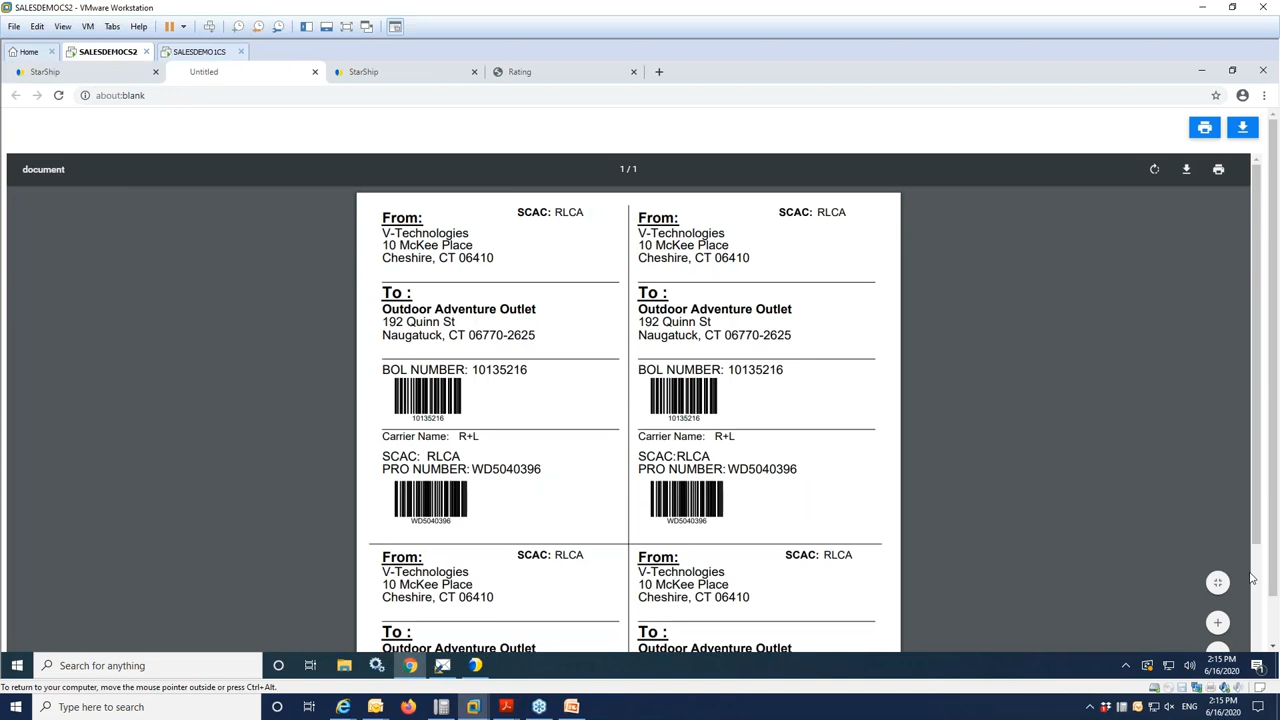 SALESDEMOCS2 - VMware Workstation
File Edit View VM Tabs Help
Home SALESDEMOCS2 SALESDEMO1CS
StarShip Untitled StarShip Rating
about:blank
document 1 / 1
From: SCAC: RLCA
V-Technologies
10 McKee Place
Cheshire, CT 06410
To :
Outdoor Adventure Outlet
192 Quinn St
Naugatuck, CT 06770-2625
BOL NUMBER: 10135216
10135216
Carrier Name: R+L
SCAC: RLCA
PRO NUMBER: WD5040396
WD5040396
From: SCAC: RLCA
V-Technologies
10 McKee Place
Cheshire, CT 06410
To :
Outdoor Adventure Outlet
192 Quinn St
Naugatuck, CT 06770-2625
BOL NUMBER: 10135216
10135216
Carrier Name: R+L
SCAC:RLCA
PRO NUMBER: WD5040396
WD5040396
From: SCAC: RLCA
V-Technologies
10 McKee Place
Cheshire, CT 06410
To :
Outdoor Adventure Outlet
From: SCAC: RLCA
V-Technologies
10 McKee Place
Cheshire, CT 06410
To :
Outdoor Adventure Outlet
Search for anything
2:15 PM
6/16/2020
To return to your computer, move the mouse pointer outside or press Ctrl+Alt.
Type here to search
ENG
2:15 PM
6/16/2020